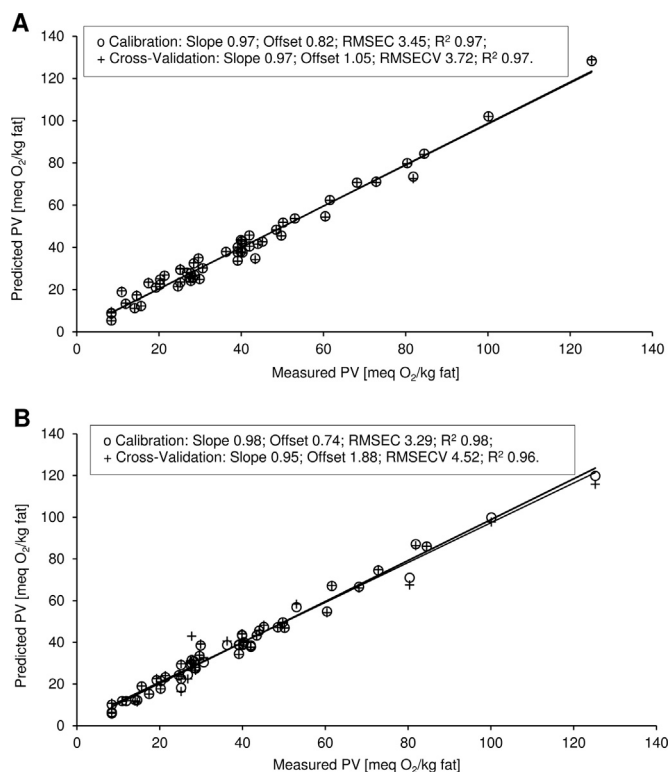 A
140
o Calibration: Slope 0.97; Offset 0.82; RMSEC 3.45; R² 0.97;
+ Cross-Validation: Slope 0.97; Offset 1.05; RMSECV 3.72; R² 0.97.
120
100
80
60
40
20
0
Predicted PV [meq O₂/kg fat]
0 20 40 60 80 100 120 140
Measured PV [meq O₂/kg fat]
B
140
o Calibration: Slope 0.98; Offset 0.74; RMSEC 3.29; R² 0.98;
+ Cross-Validation: Slope 0.95; Offset 1.88; RMSECV 4.52; R² 0.96.
120
100
80
60
40
20
0
Predicted PV [meq O₂/kg fat]
0 20 40 60 80 100 120 140
Measured PV [meq O₂/kg fat]